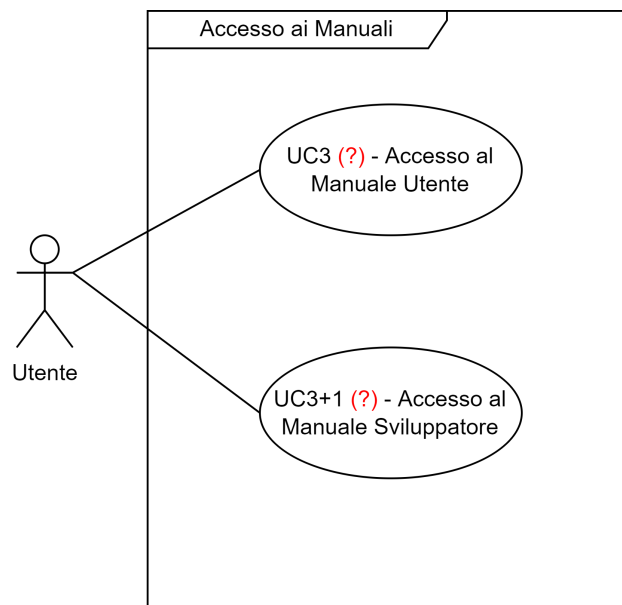 Accesso ai Manuali
UC3 (?) - Accesso al
Manuale Utente
Utente
UC3+1 (?) - Accesso al
Manuale Sviluppatore